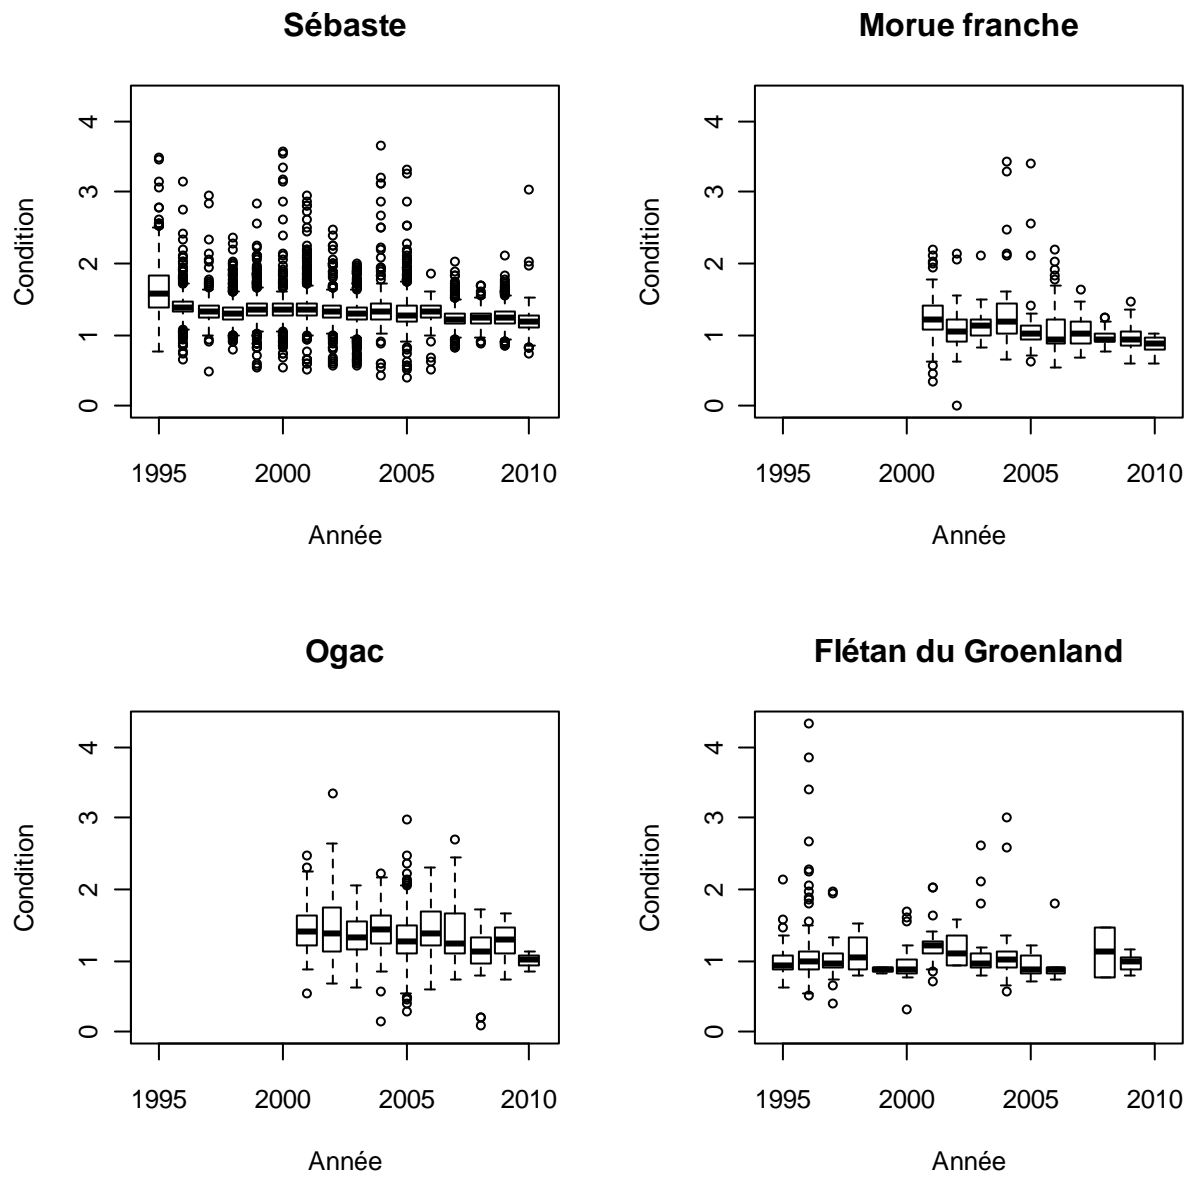 Sébaste
Morue franche
Condition
0 1 2 3 4
1995 2000 2005 2010
Année
Condition
0 1 2 3 4
1995 2000 2005 2010
Année
Ogac
Flétan du Groenland
Condition
0 1 2 3 4
1995 2000 2005 2010
Année
Condition
0 1 2 3 4
1995 2000 2005 2010
Année